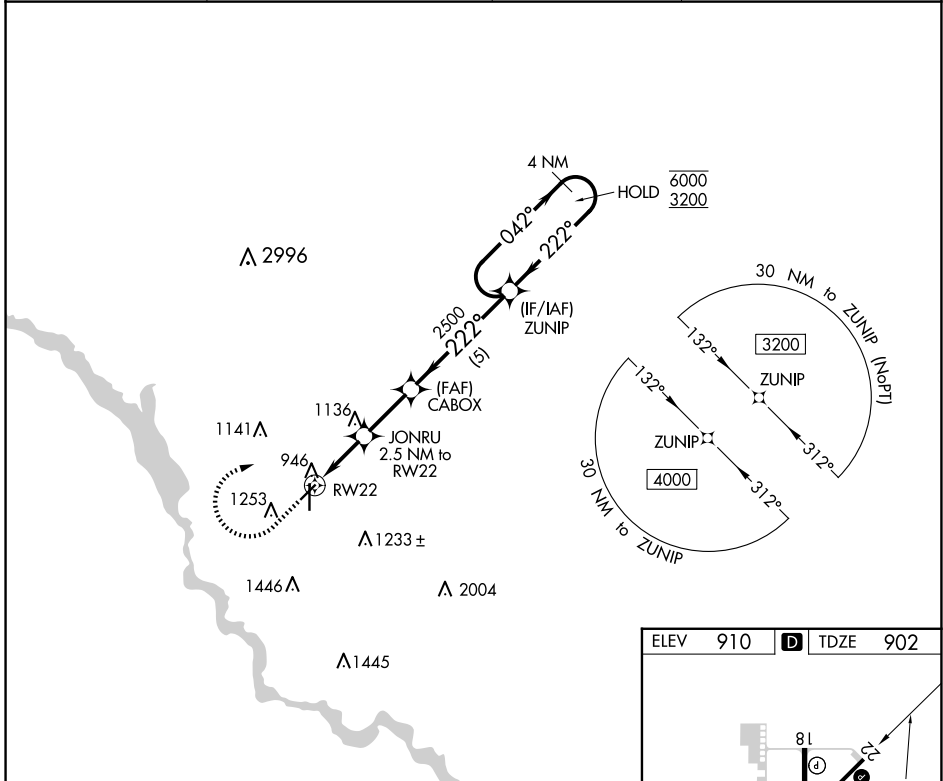 4 NM
HOLD
6000
3200
042°
222°
2996
(IF/IAF)
ZUNIP
2500
222°
(5)
(FAF)
CABOX
1136
JONRU
2.5 NM to
RW22
1141
946
RW22
1253
1233 ±
1446
2004
1445
30 NM to ZUNIP (NoPT)
3200
132°
ZUNIP
312°
132°
ZUNIP
4000
312°
30 NM to ZUNIP
ELEV 910 D TDZE 902
18
22
P